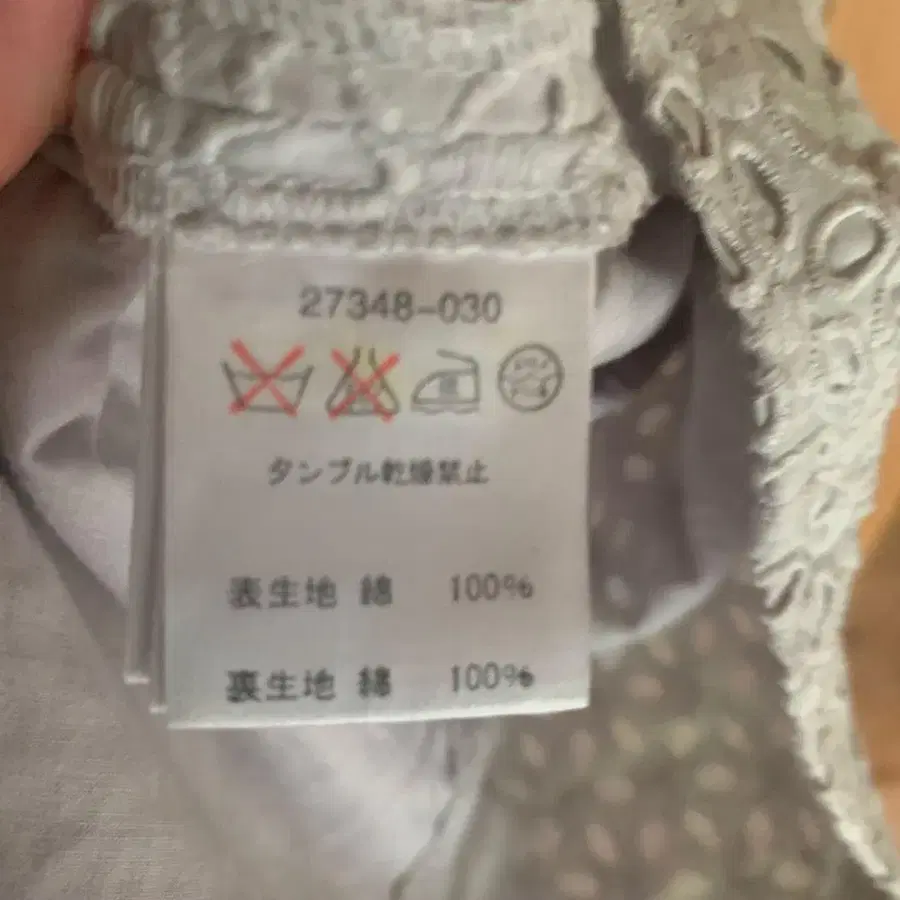 27348-030
タンブル乾燥禁止
表生地 綿 100%
裏生地 綿 100%